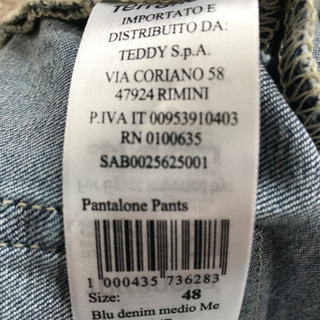 IMPORTATO E
DISTRIBUITO DA:
TEDDY S.p.A.
VIA CORIANO 58
47924 RIMINI
P.IVA IT 00953910403
RN 0100635
SAB0025625001
Pantalone Pants
1 000435 736283
Size: 48
Blu denim medio Me